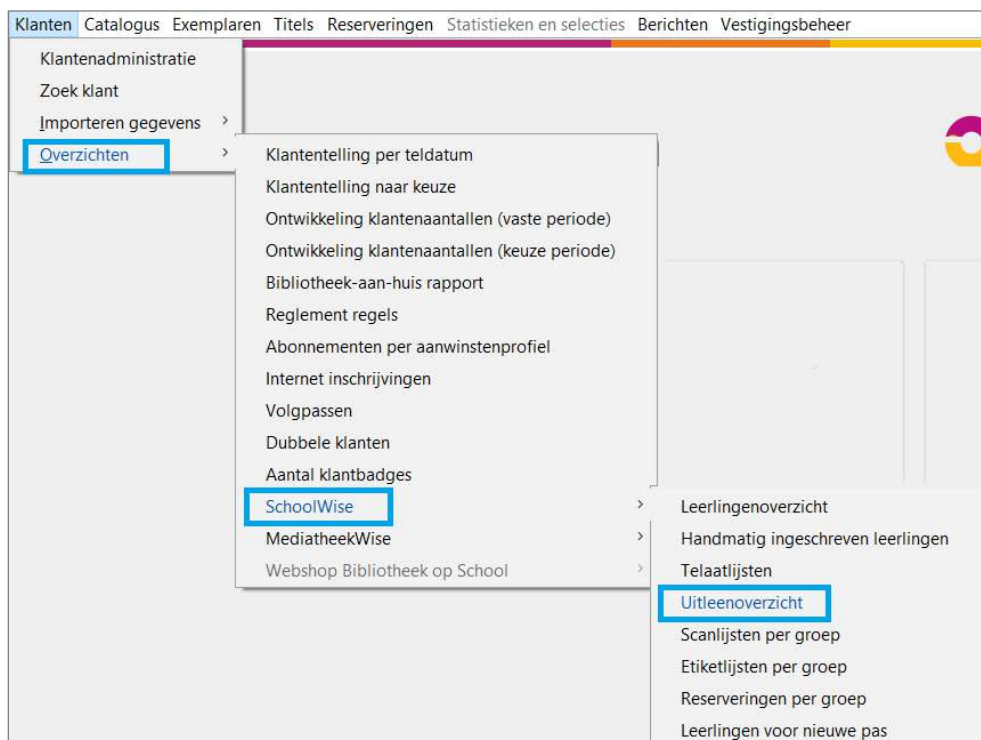 Klanten Catalogus Exemplaren Titels Reserveringen Statistieken en selecties Berichten Vestigingsbeheer
Klantenadministratie
Zoek klant
Importeren gegevens
Overzichten
Klantentelling per teldatum
Klantentelling naar keuze
Ontwikkeling klantenaantallen (vaste periode)
Ontwikkeling klantenaantallen (keuze periode)
Bibliotheek-aan-huis rapport
Reglement regels
Abonnementen per aanwinstenprofiel
Internet inschrijvingen
Volgpassen
Dubbele klanten
Aantal klantbadges
SchoolWise
MediatheekWise
Webshop Bibliotheek op School
Leerlingenoverzicht
Handmatig ingeschreven leerlingen
Telaatlijsten
Uitleenoverzicht
Scanlijsten per groep
Etiketlijsten per groep
Reserveringen per groep
Leerlingen voor nieuwe pas